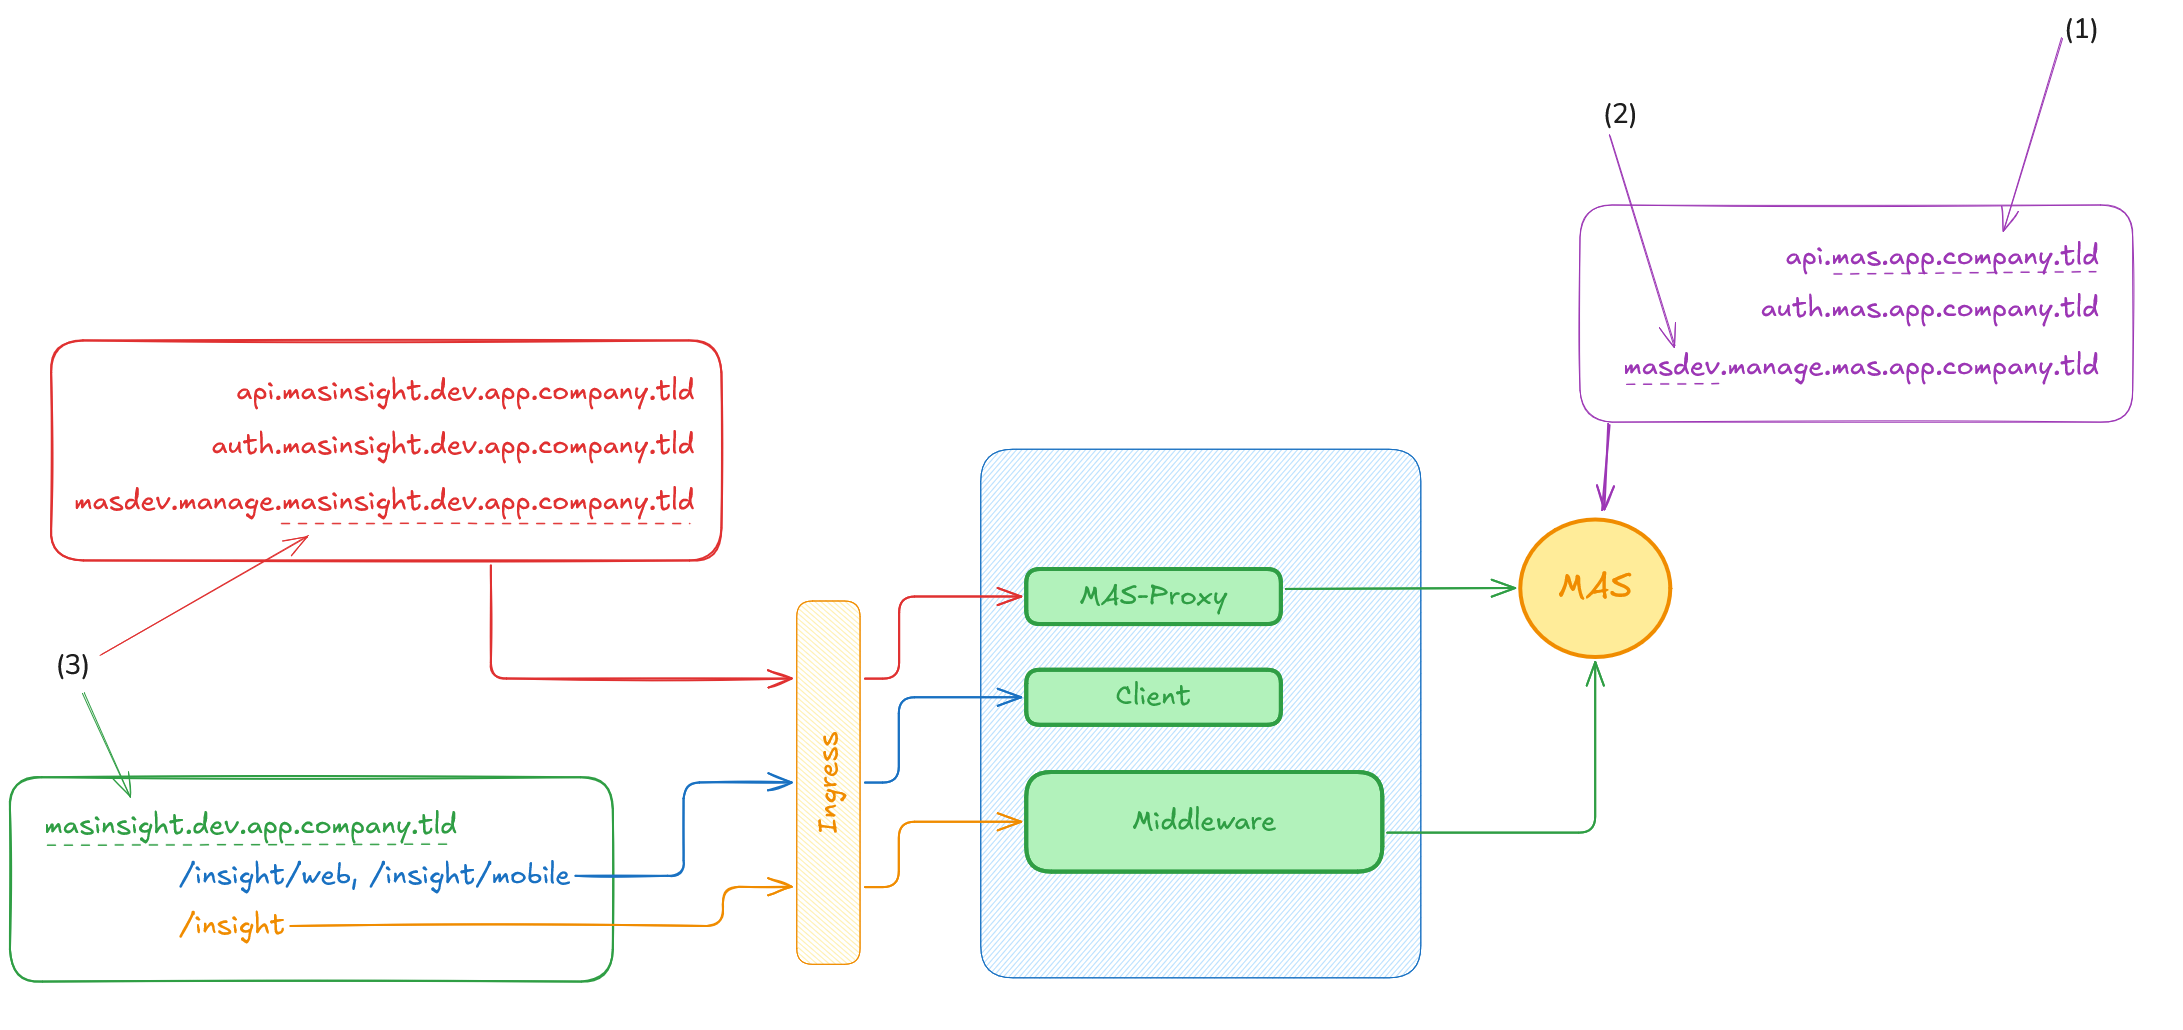 (1)
(2)
api.mas.app.company.tld
auth.mas.app.company.tld
masdev.manage.mas.app.company.tld
api.masinsight.dev.app.company.tld
auth.masinsight.dev.app.company.tld
masdev.manage.masinsight.dev.app.company.tld
(3)
masinsight.dev.app.company.tld
/insight/web, /insight/mobile
/insight
Ingress
MAS-Proxy
Client
Middleware
MAS